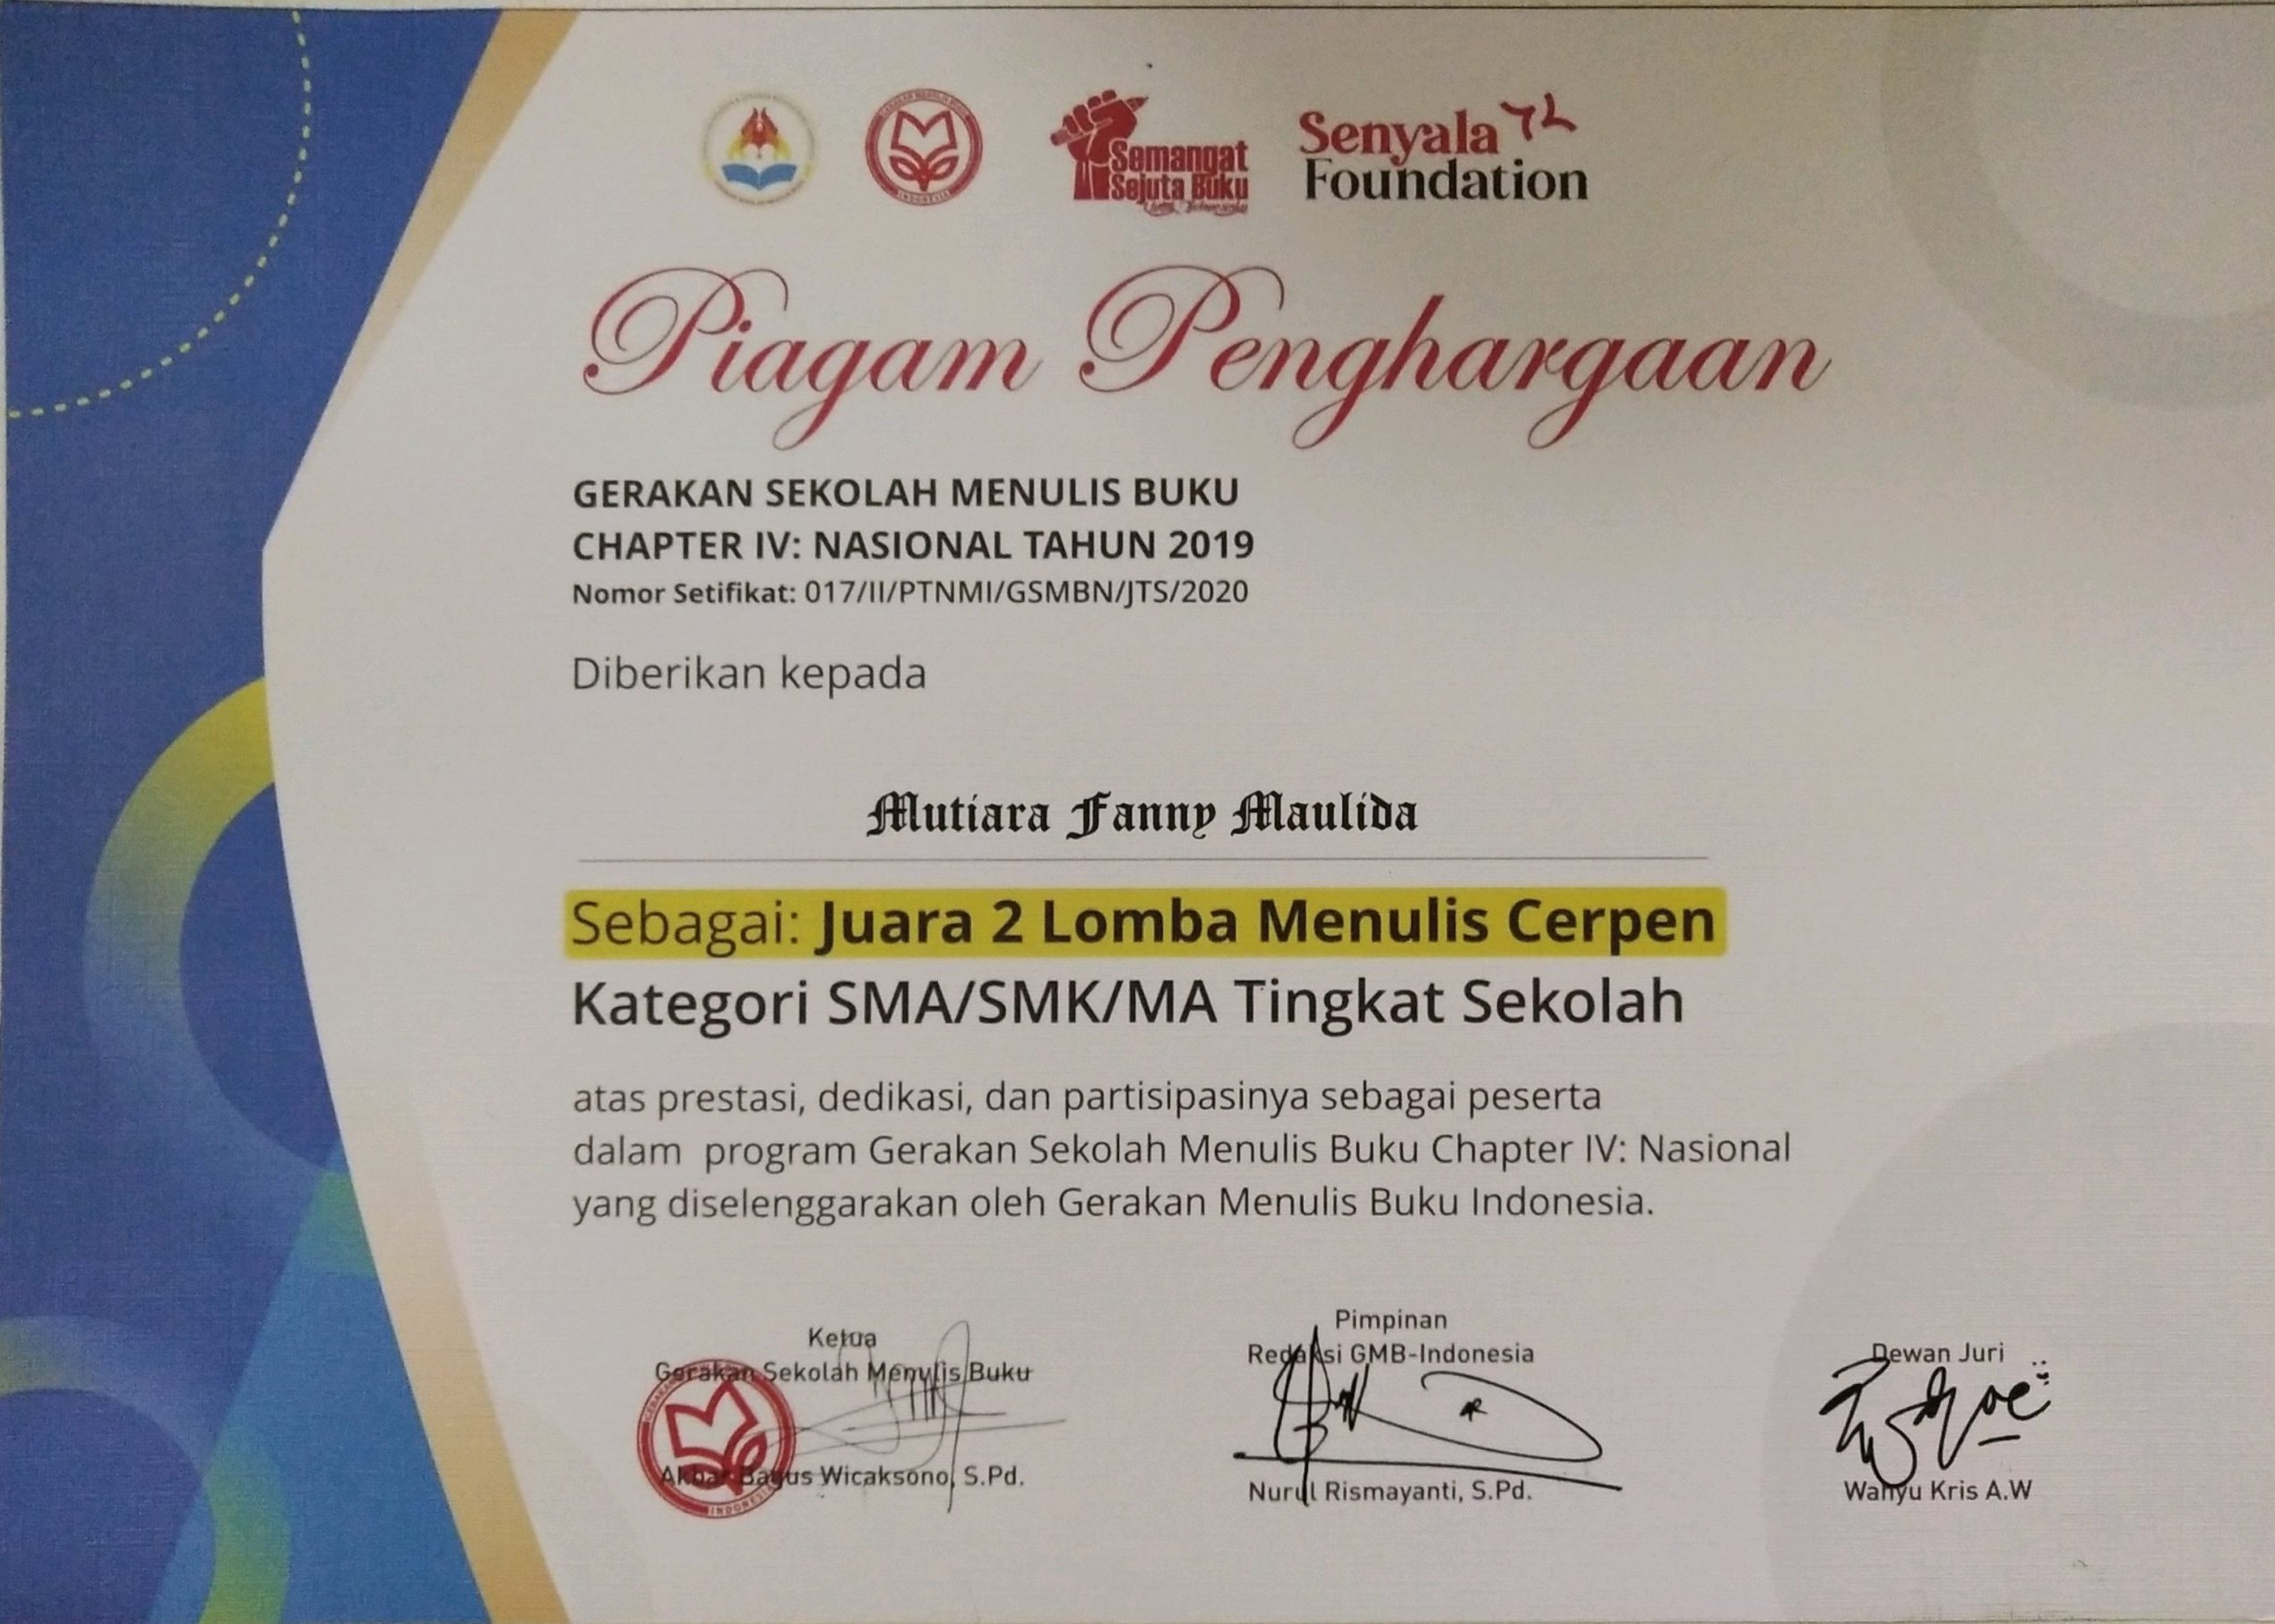 Semangat
Sejuta Buku
Senyala
Foundation
Piagam Penghargaan
GERAKAN SEKOLAH MENULIS BUKU
CHAPTER IV: NASIONAL TAHUN 2019
Nomor Setifikat: 017/II/PTNMI/GSMBN/JTS/2020
Diberikan kepada
Mutiara Fanny Maulida
Sebagai: Juara 2 Lomba Menulis Cerpen
Kategori SMA/SMK/MA Tingkat Sekolah
atas prestasi, dedikasi, dan partisipasinya sebagai peserta
dalam program Gerakan Sekolah Menulis Buku Chapter IV: Nasional
yang diselenggarakan oleh Gerakan Menulis Buku Indonesia.
Ketua
Gerakan Sekolah Menulis Buku
INDONESIA
Akbar Bagus Wicaksono, S.Pd.
Pimpinan
Redaksi GMB-Indonesia
Nurul Rismayanti, S.Pd.
Dewan Juri
Wahyu Kris A.W